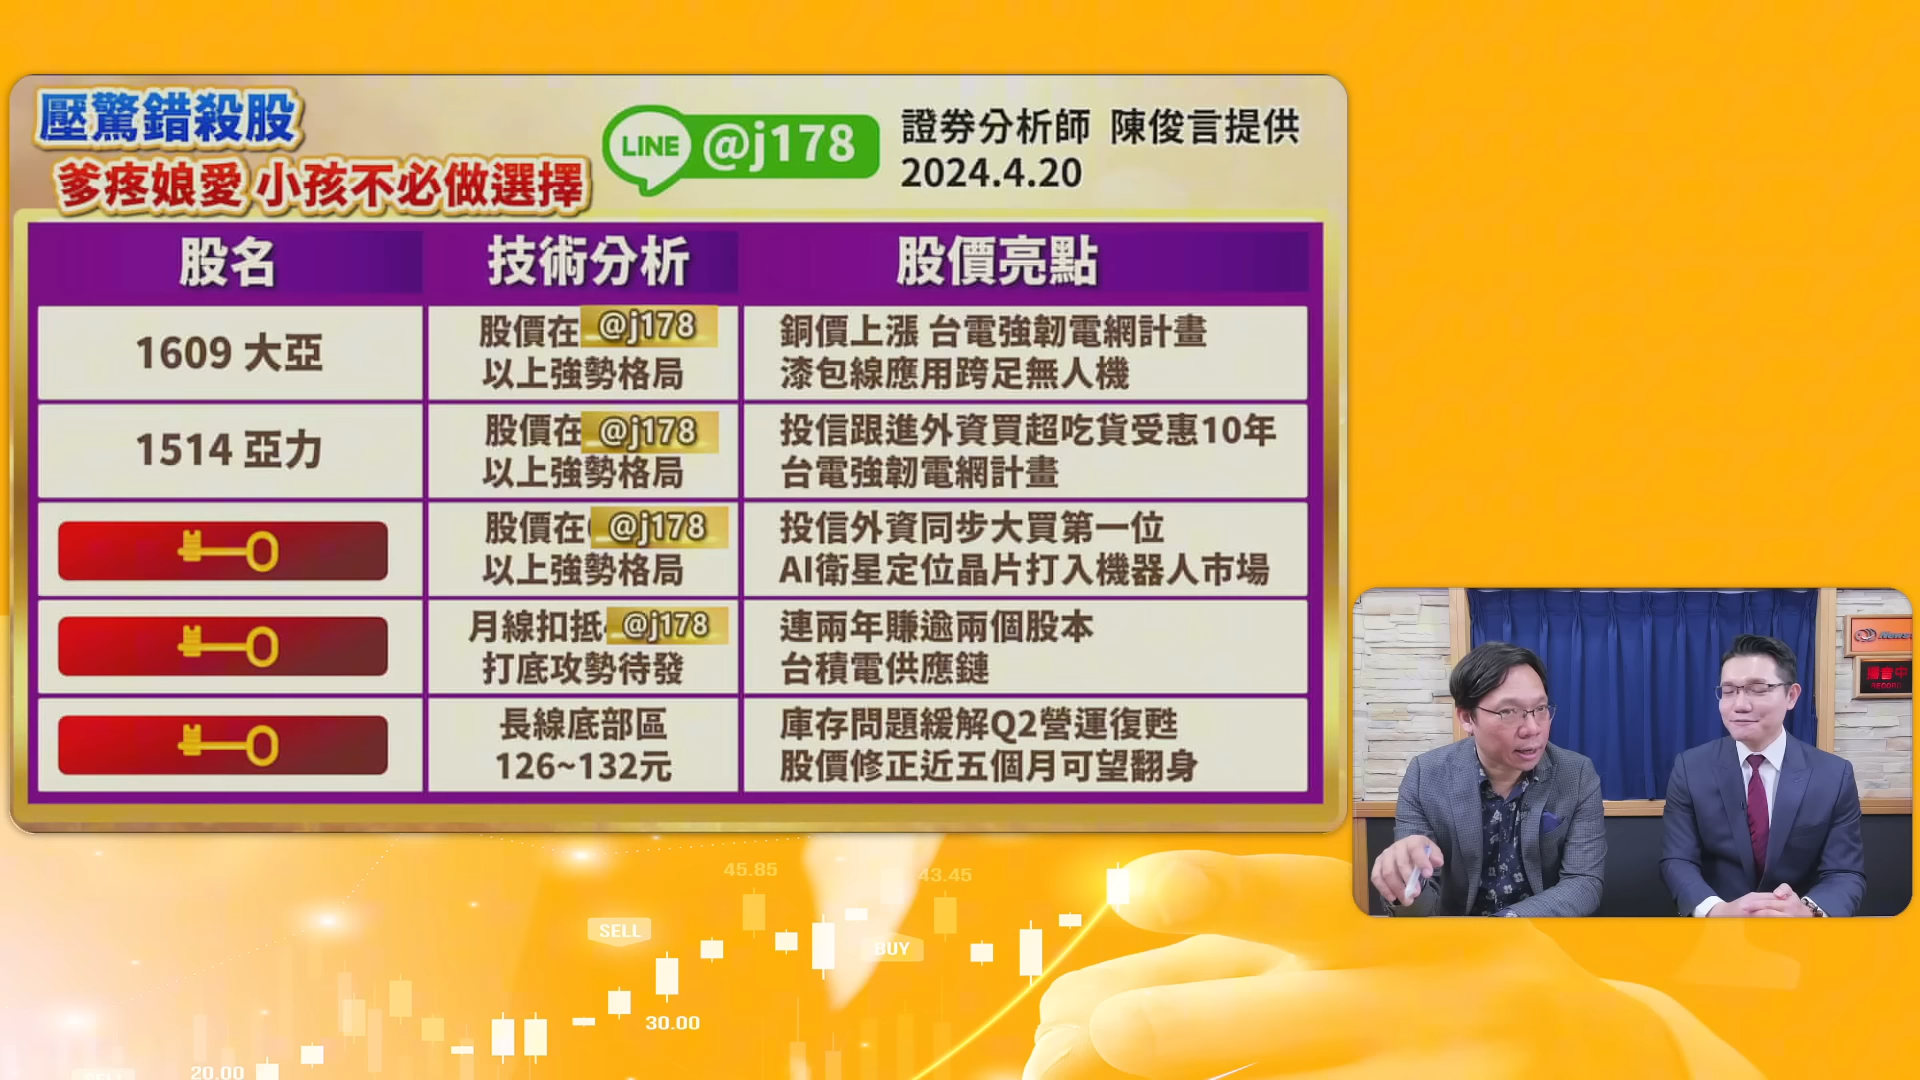 壓驚錯殺股
爹疼娘愛 小孩不必做選擇
LINE @j178
證券分析師 陳俊言提供
2024.4.20
股名 技術分析 股價亮點
1609 大亞
股價在 @j178
以上強勢格局
銅價上漲 台電強韌電網計畫
漆包線應用跨足無人機
1514 亞力
股價在 @j178
以上強勢格局
投信跟進外資買超吃貨受惠10年
台電強韌電網計畫
股價在 @j178
以上強勢格局
投信外資同步大買第一位
AI衛星定位晶片打入機器人市場
月線扣抵 @j178
打底攻勢待發
連兩年賺逾兩個股本
台積電供應鏈
長線底部區
126~132元
庫存問題緩解Q2營運復甦
股價修正近五個月可望翻身
播音中
45.85
43.45
SELL
BUY
30.00
20.00
SELL